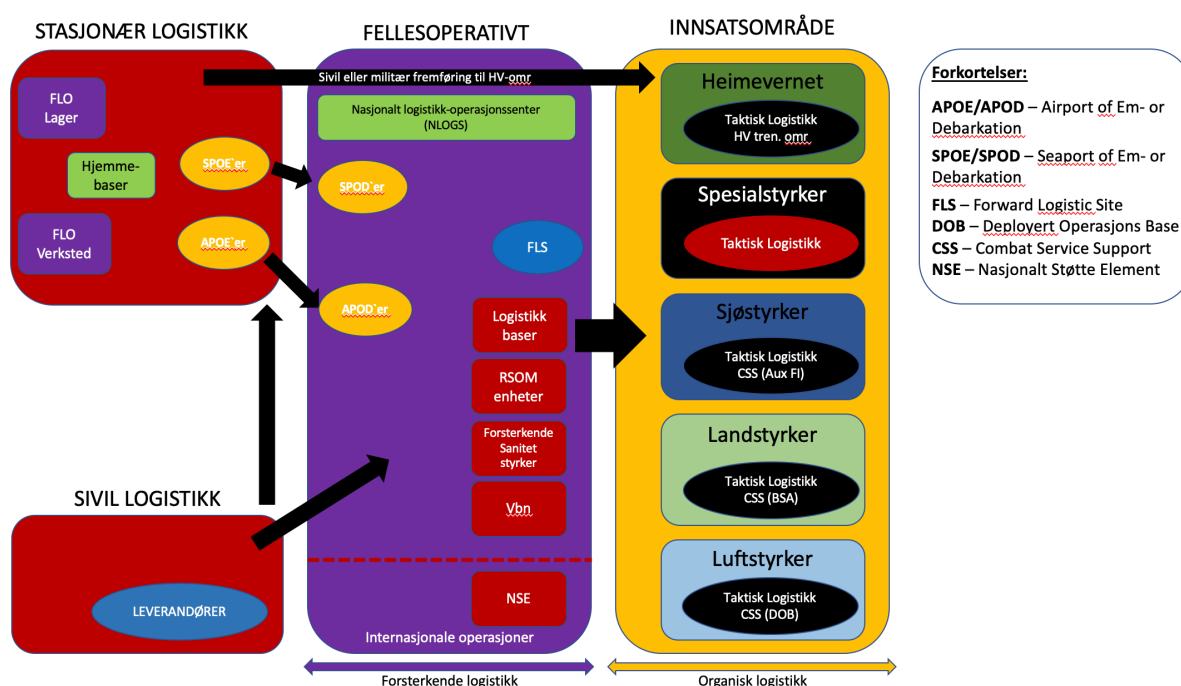 STASJONÆR LOGISTIKK
FLO
Lager
Hjemme-
baser
FLO
Verksted
SPOE`er
APOE'er
SIVIL LOGISTIKK
LEVERANDØRER
FELLESOPERATIVT
Sivil eller militær fremføring til HV-omr
Nasjonalt logistikk-operasjonssenter
(NLOGS)
SPOD`er
FLS
APOD'er
Logistikk
baser
RSOM
enheter
Forsterkende
Sanitet
styrker
Vbn
NSE
Internasjonale operasjoner
Forsterkende logistikk
INNSATSOMRÅDE
Heimevernet
Taktisk Logistikk
HV tren. omr
Spesialstyrker
Taktisk Logistikk
Sjøstyrker
Taktisk Logistikk
CSS (Aux Fl)
Landstyrker
Taktisk Logistikk
CSS (BSA)
Luftstyrker
Taktisk Logistikk
CSS (DOB)
Organisk logistikk
Forkortelser:
APOE/APOD – Airport of Em- or
Debarkation
SPOE/SPOD – Seaport of Em- or
Debarkation
FLS – Forward Logistic Site
DOB – Deployert Operasjons Base
CSS – Combat Service Support
NSE – Nasjonalt Støtte Element